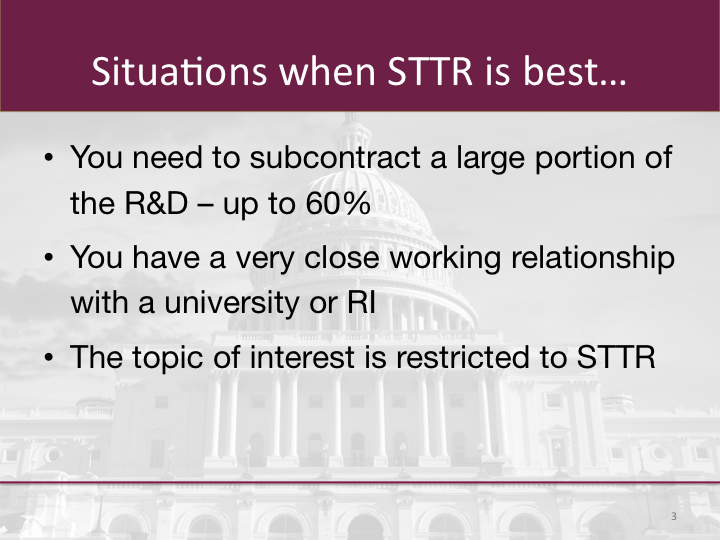 Situations when STTR is best…
• You need to subcontract a large portion of
the R&D – up to 60%
• You have a very close working relationship
with a university or RI
• The topic of interest is restricted to STTR
3